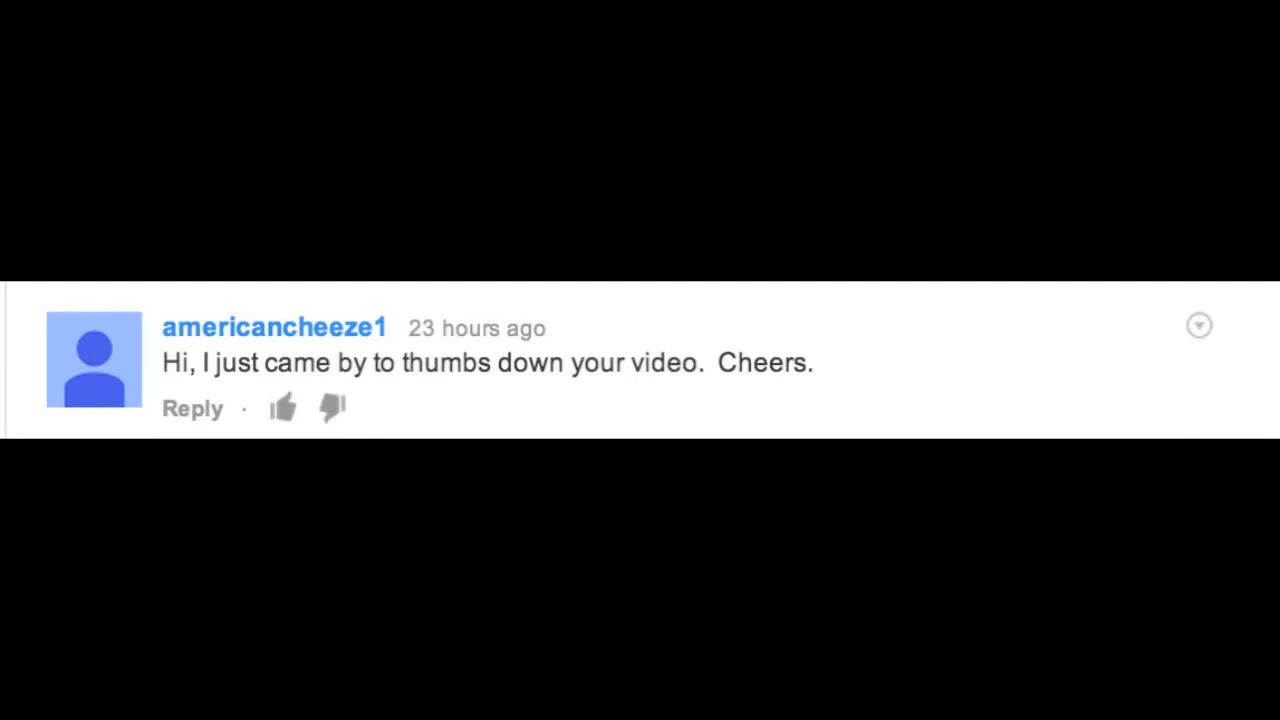 americancheeze1 23 hours ago
Hi, I just came by to thumbs down your video.  Cheers.
Reply ·